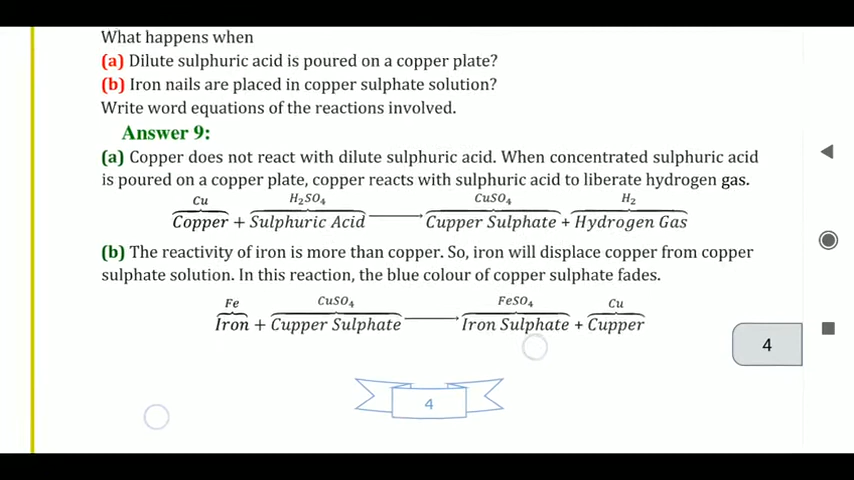 What happens when
(a) Dilute sulphuric acid is poured on a copper plate?
(b) Iron nails are placed in copper sulphate solution?
Write word equations of the reactions involved.
Answer 9:
(a) Copper does not react with dilute sulphuric acid. When concentrated sulphuric acid
is poured on a copper plate, copper reacts with sulphuric acid to liberate hydrogen gas.
Cu H₂SO₄ CuSO₄ H₂
Copper + Sulphuric Acid ⟶ Cupper Sulphate + Hydrogen Gas
(b) The reactivity of iron is more than copper. So, iron will displace copper from copper
sulphate solution. In this reaction, the blue colour of copper sulphate fades.
Fe CuSO₄ FeSO₄ Cu
Iron + Cupper Sulphate ⟶ Iron Sulphate + Cupper
4
4